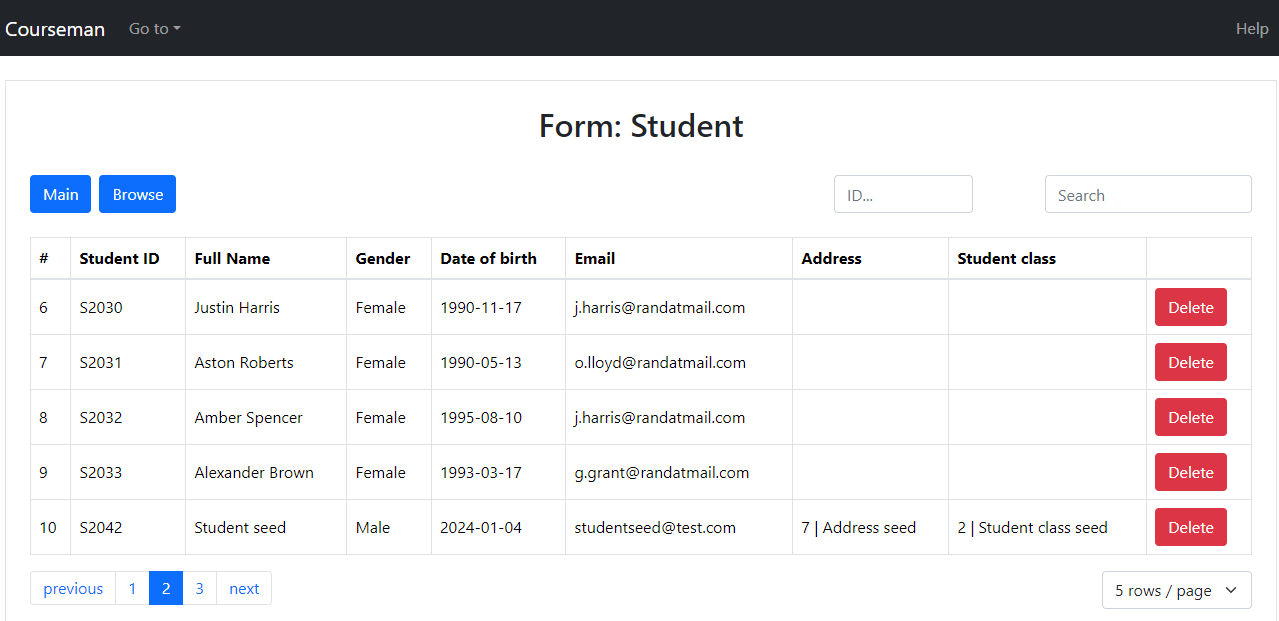 Courseman Go to Help
Form: Student
Main Browse ID... Search
# Student ID Full Name Gender Date of birth Email Address Student class
6 S2030 Justin Harris Female 1990-11-17 j.harris@randatmail.com Delete
7 S2031 Aston Roberts Female 1990-05-13 o.lloyd@randatmail.com Delete
8 S2032 Amber Spencer Female 1995-08-10 j.harris@randatmail.com Delete
9 S2033 Alexander Brown Female 1993-03-17 g.grant@randatmail.com Delete
10 S2042 Student seed Male 2024-01-04 studentseed@test.com 7 | Address seed 2 | Student class seed Delete
previous 1 2 3 next 5 rows / page